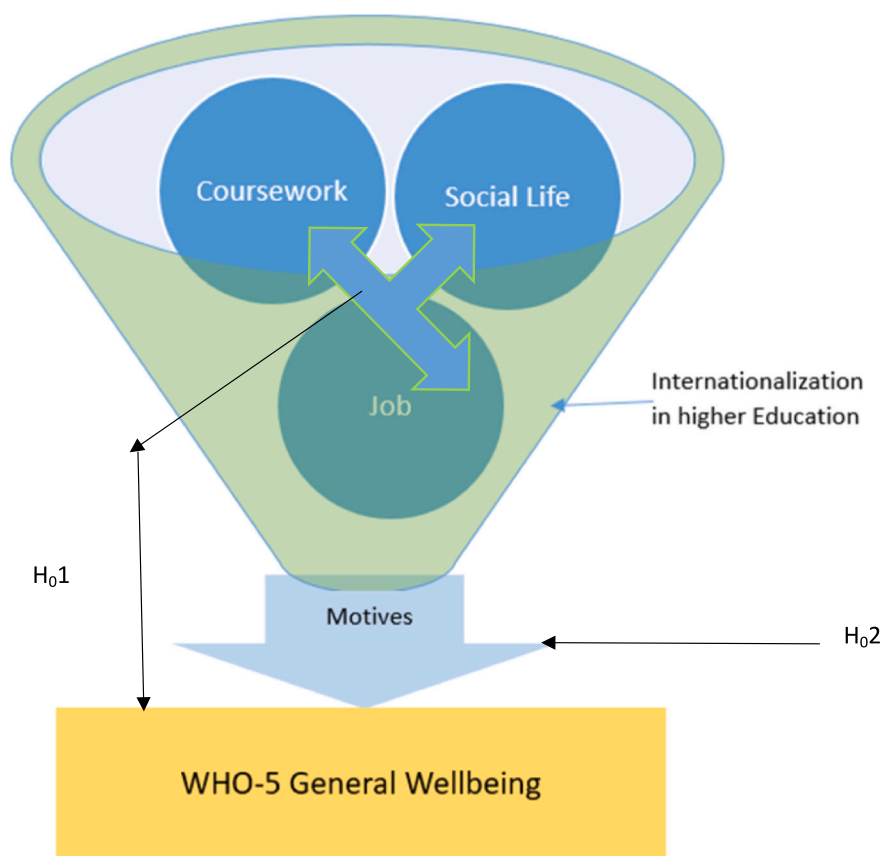 Coursework
Social Life
Job
Internationalization
in higher Education
H₀1
Motives
H₀2
WHO-5 General Wellbeing